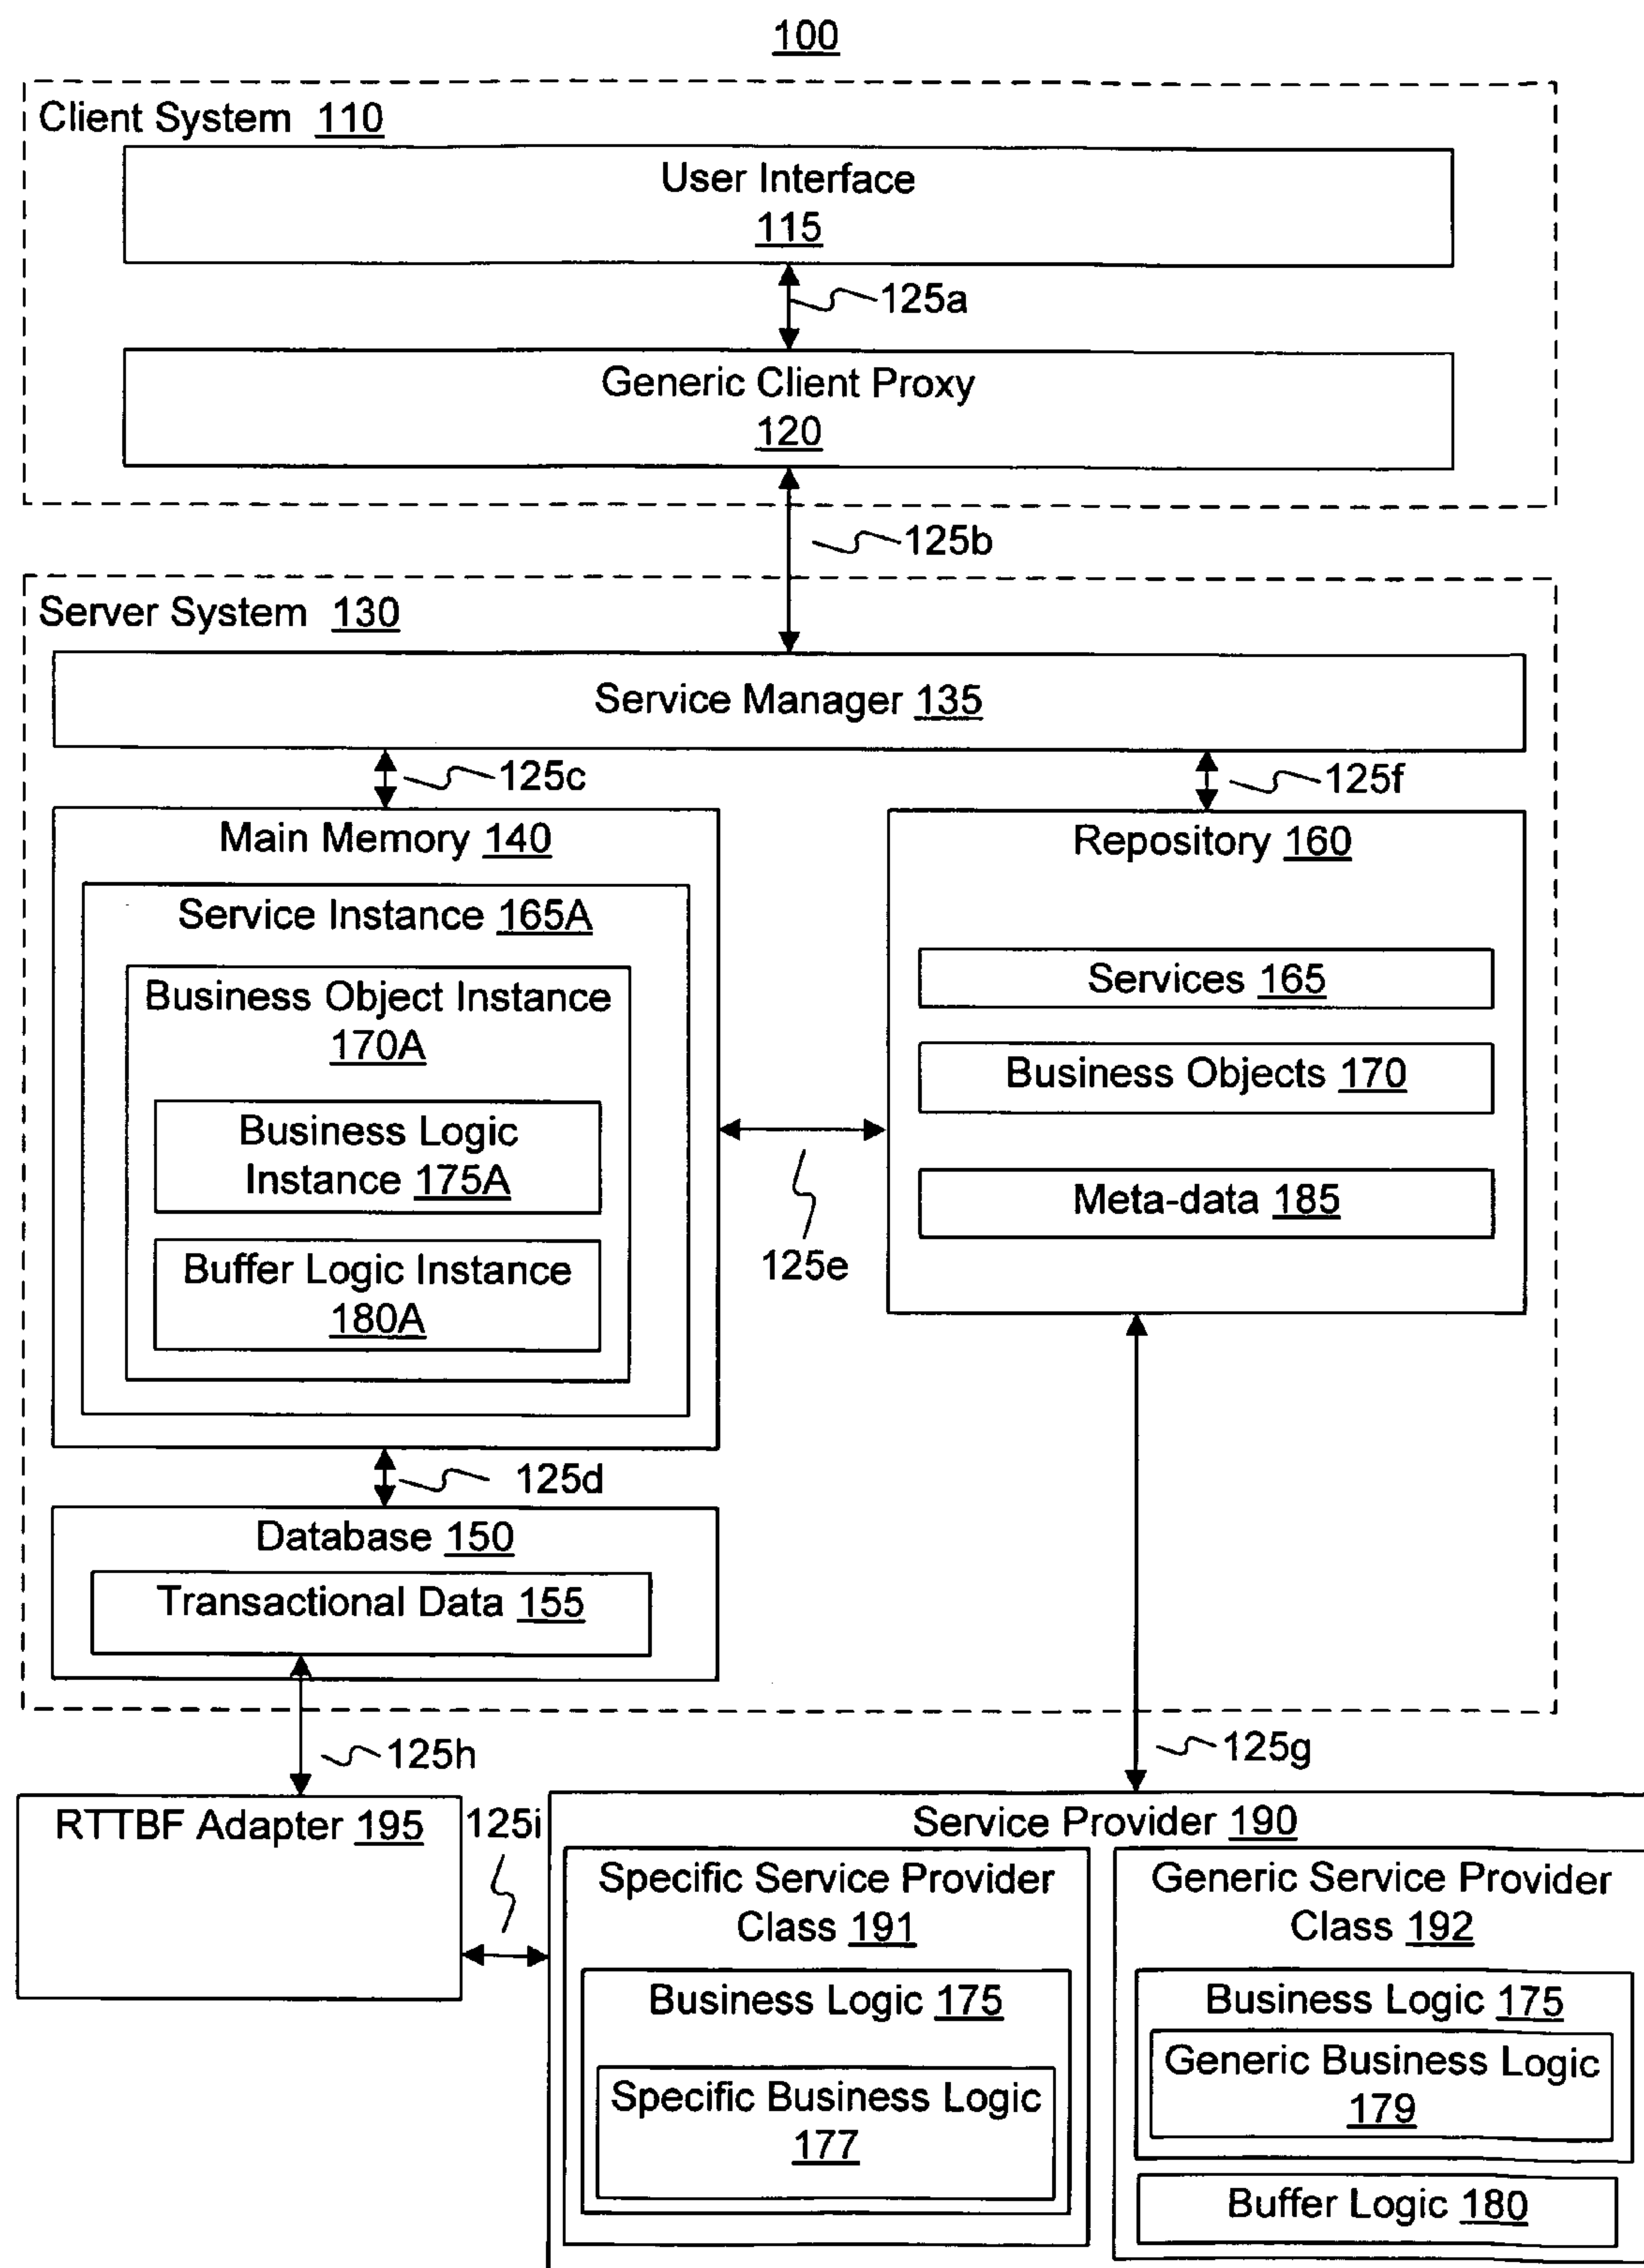 100
Client System 110
User Interface
115
125a
Generic Client Proxy
120
125b
Server System 130
Service Manager 135
125c
125f
Main Memory 140
Service Instance 165A
Business Object Instance
170A
Business Logic
Instance 175A
Buffer Logic Instance
180A
Repository 160
Services 165
Business Objects 170
Meta-data 185
125e
125d
Database 150
Transactional Data 155
125h
125g
RTTBF Adapter 195
125i
Service Provider 190
Specific Service Provider
Class 191
Business Logic 175
Specific Business Logic
177
Generic Service Provider
Class 192
Business Logic 175
Generic Business Logic
179
Buffer Logic 180